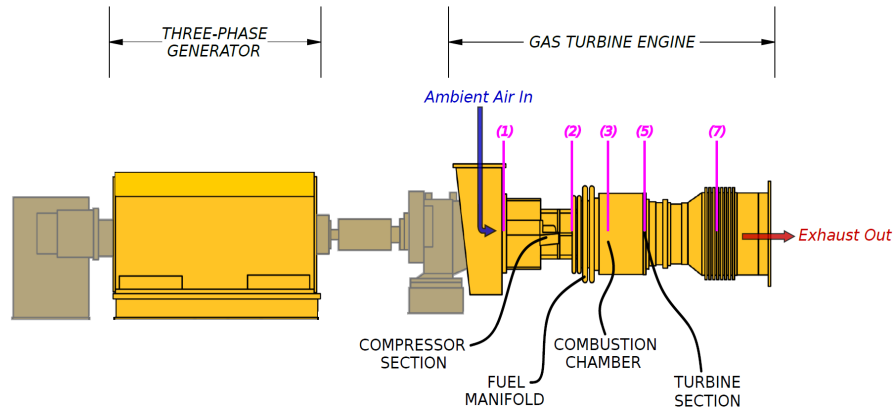 THREE-PHASE
GENERATOR
GAS TURBINE ENGINE
Ambient Air In
(1)
(2)
(3)
(5)
(7)
Exhaust Out
COMPRESSOR
SECTION
FUEL
MANIFOLD
COMBUSTION
CHAMBER
TURBINE
SECTION